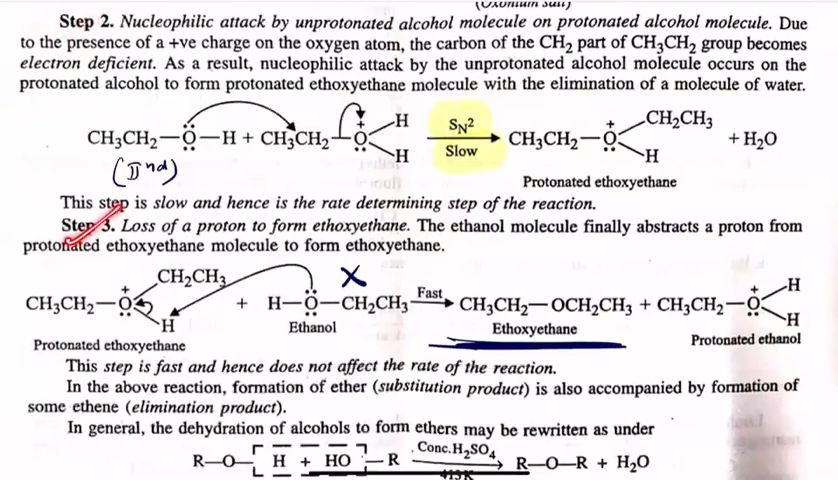 (Oxonium salt)
Step 2. Nucleophilic attack by unprotonated alcohol molecule on protonated alcohol molecule. Due
to the presence of a +ve charge on the oxygen atom, the carbon of the CH₂ part of CH₃CH₂ group becomes
electron deficient. As a result, nucleophilic attack by the unprotonated alcohol molecule occurs on the
protonated alcohol to form protonated ethoxyethane molecule with the elimination of a molecule of water.
H SN2 CH₂CH₃
CH₃CH₂—O—H + CH₃CH₂—O⁺ CH₃CH₂—O⁺ + H₂O
H Slow H
(IInd) Protonated ethoxyethane
This step is slow and hence is the rate determining step of the reaction.
Step 3. Loss of a proton to form ethoxyethane. The ethanol molecule finally abstracts a proton from
protonated ethoxyethane molecule to form ethoxyethane.
CH₂CH₃ X H
CH₃CH₂—O⁺ + H—O—CH₂CH₃ Fast CH₃CH₂—OCH₂CH₃ + CH₃CH₂—O⁺
H Ethanol Ethoxyethane H
Protonated ethoxyethane Protonated ethanol
This step is fast and hence does not affect the rate of the reaction.
In the above reaction, formation of ether (substitution product) is also accompanied by formation of
some ethene (elimination product).
In general, the dehydration of alcohols to form ethers may be rewritten as under
R—O—H + HO—R Conc.H₂SO₄ R—O—R + H₂O
413K